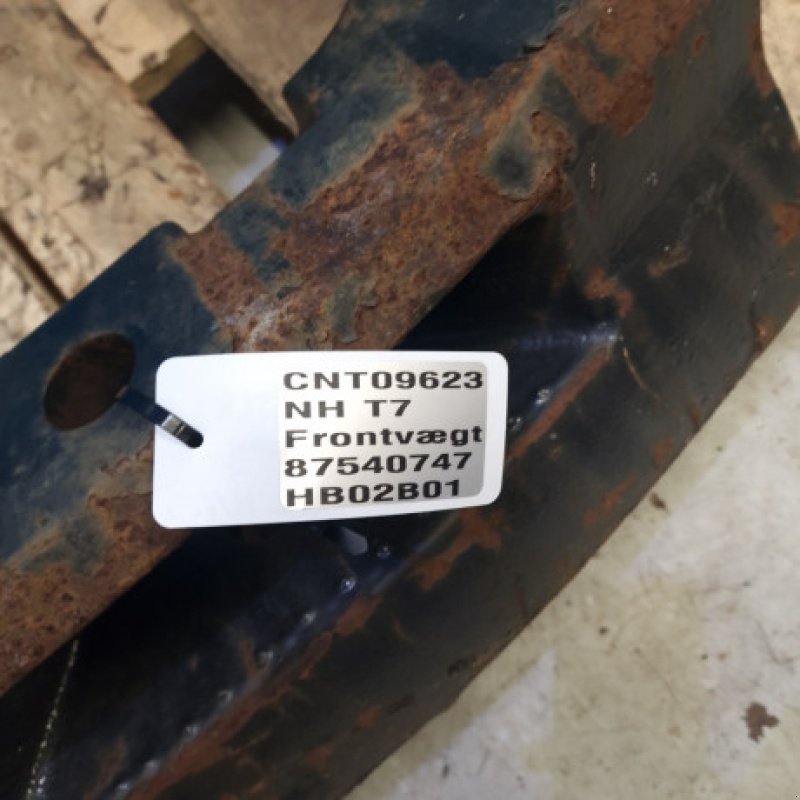 CNT09623
NH T7
Frontvægt
87540747
HB02B01